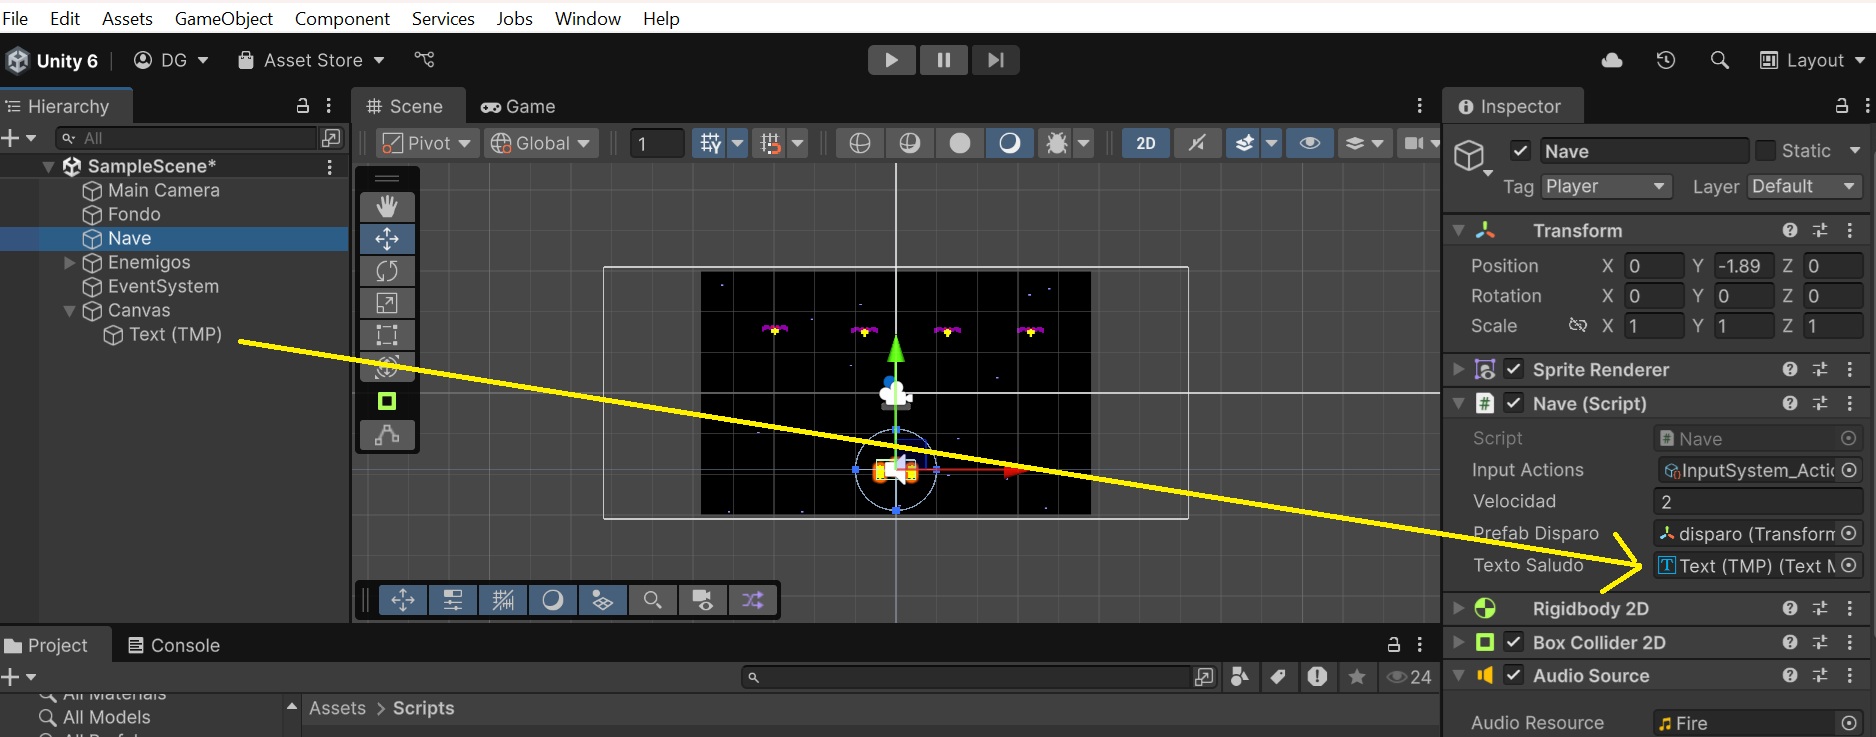 File Edit Assets GameObject Component Services Jobs Window Help
Unity 6 DG Asset Store Layout
Hierarchy
All
SampleScene*
Main Camera
Fondo
Nave
Enemigos
EventSystem
Canvas
Text (TMP)
Scene Game
Pivot Global 1 2D
Inspector
Nave Static
Tag Player Layer Default
Transform
Position X 0 Y -1.89 Z 0
Rotation X 0 Y 0 Z 0
Scale X 1 Y 1 Z 1
Sprite Renderer
Nave (Script)
Script Nave
Input Actions InputSystem_Actic
Velocidad 2
Prefab Disparo disparo (Transform
Texto Saludo Text (TMP) (Text M
Rigidbody 2D
Box Collider 2D
Audio Source
Audio Resource Fire
Project Console
24
All Materials
All Models
Assets > Scripts